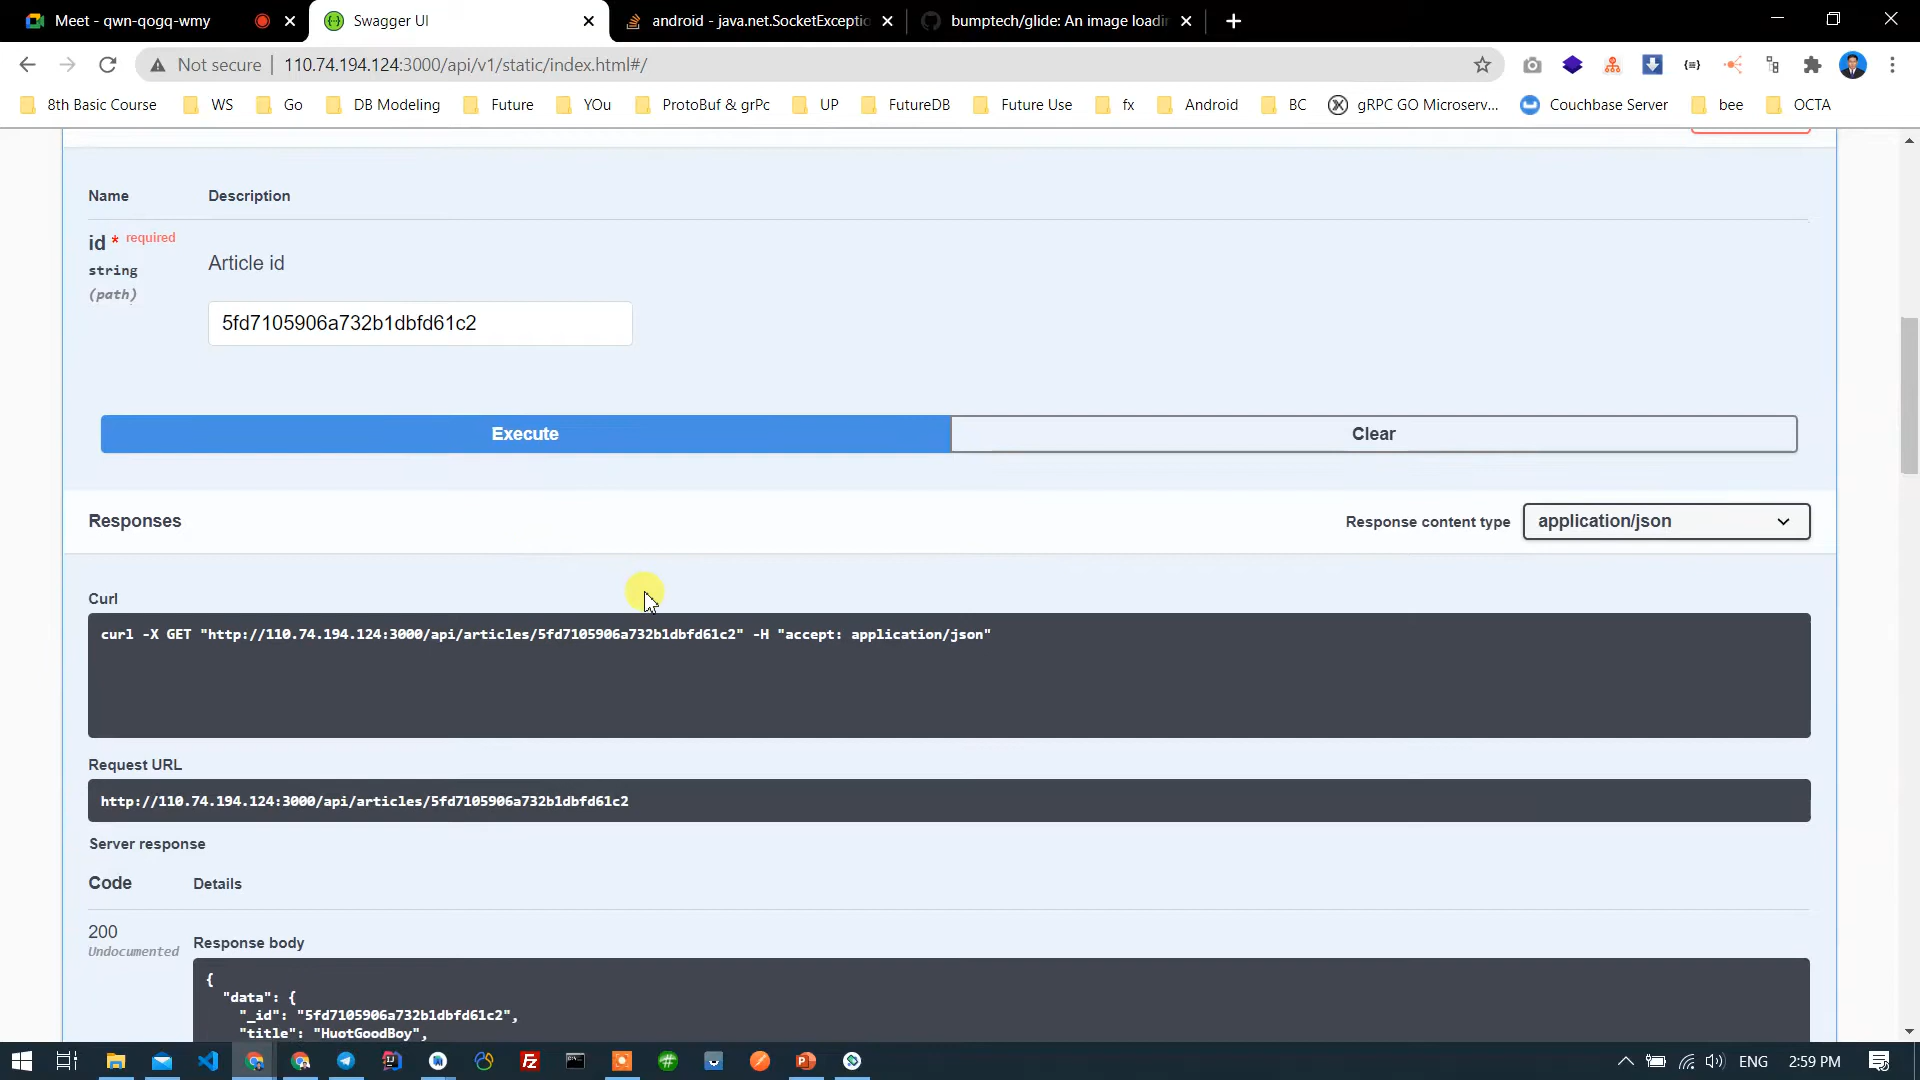 Meet - qwn-qogq-wmy
Swagger UI
android - java.net.SocketExceptio
bumptech/glide: An image loadi
Not secure
110.74.194.124:3000/api/v1/static/index.html#/
8th Basic Course
WS
Go
DB Modeling
Future
YOu
ProtoBuf & grPc
UP
FutureDB
Future Use
fx
Android
BC
gRPC GO Microserv...
Couchbase Server
bee
OCTA
Name
Description
id * required
string
(path)
Article id
5fd7105906a732b1dbfd61c2
Execute
Clear
Responses
Response content type
application/json
Curl
curl -X GET "http://110.74.194.124:3000/api/articles/5fd7105906a732b1dbfd61c2" -H "accept: application/json"
Request URL
http://110.74.194.124:3000/api/articles/5fd7105906a732b1dbfd61c2
Server response
Code
Details
200
Undocumented
Response body
{
"data": {
"_id": "5fd7105906a732b1dbfd61c2",
"title": "HuotGoodBoy",
ENG
2:59 PM